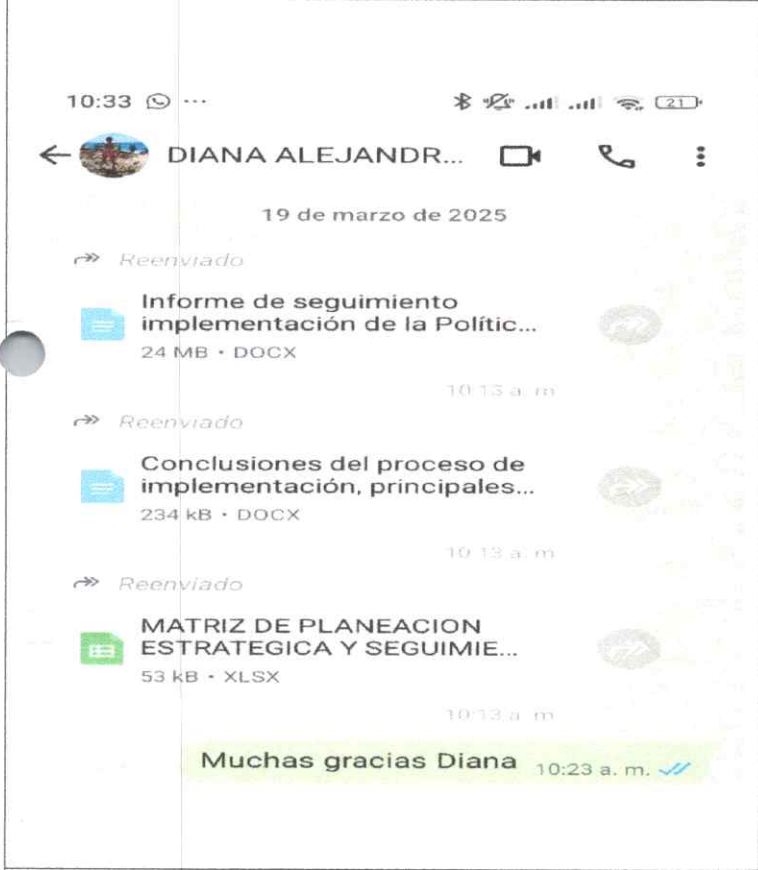 10:33 ...
21
DIANA ALEJANDR...
19 de marzo de 2025
Reenviado
Informe de seguimiento
implementación de la Polític...
24 MB • DOCX
10:13 a. m.
Reenviado
Conclusiones del proceso de
implementación, principales...
234 kB • DOCX
10:13 a. m.
Reenviado
MATRIZ DE PLANEACION
ESTRATEGICA Y SEGUIMIE...
53 kB • XLSX
10:13 a. m.
Muchas gracias Diana 10:23 a. m.